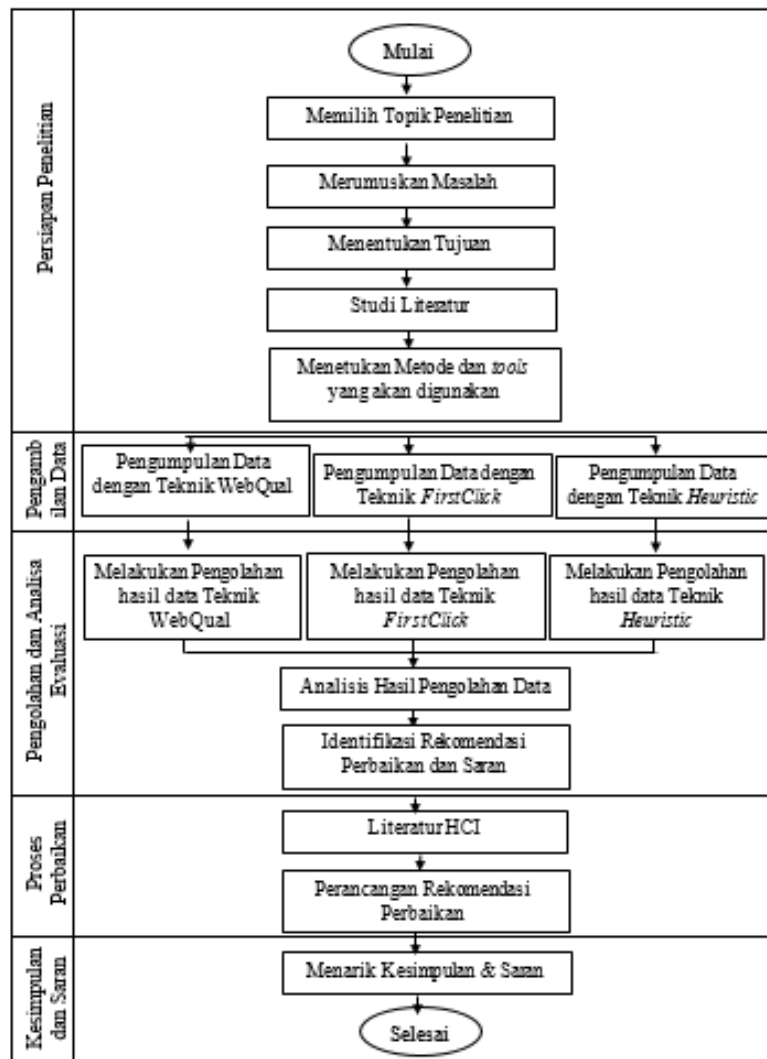 Persiapan Penelitian
Mulai
Memilih Topik Penelitian
Merumuskan Masalah
Menentukan Tujuan
Studi Literatur
Menetukan Metode dan tools
yang akan digunakan
Pengamb
ilan Data
Pengumpulan Data
dengan Teknik WebQual
Pengumpulan Data dengan
Teknik FirstClick
Pengumpulan Data
dengan Teknik Heuristic
Pengolahan dan Analisa
Evaluasi
Melakukan Pengolahan
hasil data Teknik
WebQual
Melakukan Pengolahan
hasil data Teknik
FirstClick
Melakukan Pengolahan
hasil data Teknik
Heuristic
Analisis Hasil Pengolahan Data
Identifikasi Rekomendasi
Perbaikan dan Saran
Proses
Perbaikan
Literatur HCI
Perancangan Rekomendasi
Perbaikan
Kesimpulan
dan Saran
Menarik Kesimpulan & Saran
Selesai